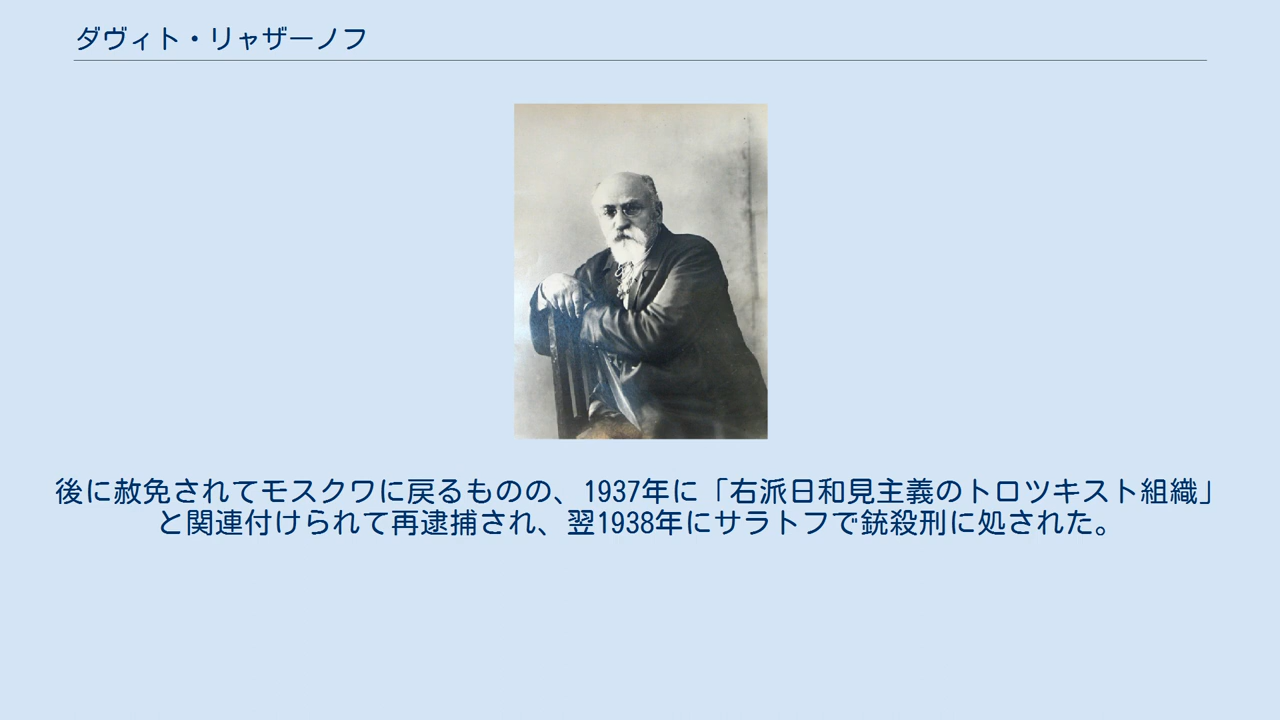 ダヴィト・リャザーノフ
後に赦免されてモスクワに戻るものの、1937年に「右派日和見主義のトロツキスト組織」
と関連付けられて再逮捕され、翌1938年にサラトフで銃殺刑に処された。